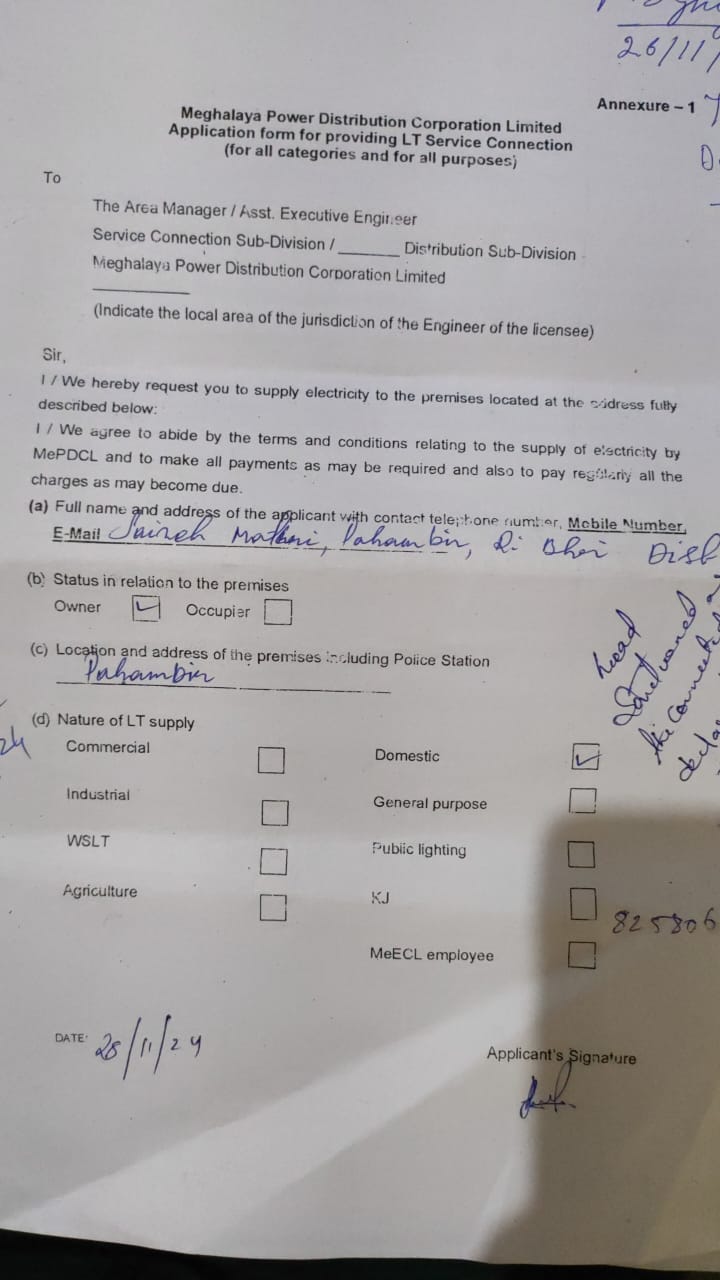 26/11/
Annexure – 1
Meghalaya Power Distribution Corporation Limited
Application form for providing LT Service Connection
(for all categories and for all purposes)
To
The Area Manager / Asst. Executive Engineer
Service Connection Sub-Division / ______ Distribution Sub-Division
Meghalaya Power Distribution Corporation Limited
(Indicate the local area of the jurisdiction of the Engineer of the licensee)
Sir,
I / We hereby request you to supply electricity to the premises located at the address fully
described below:
I / We agree to abide by the terms and conditions relating to the supply of electricity by
MePDCL and to make all payments as may be required and also to pay regularly all the
charges as may become due.
(a) Full name and address of the applicant with contact telephone number, Mobile Number,
E-Mail Pahambir, Ri Bhoi Dist
(b) Status in relation to the premises
Owner Occupier
(c) Location and address of the premises including Police Station
Pahambir
(d) Nature of LT supply
Commercial Domestic
Industrial General purpose
WSLT Public lighting
Agriculture KJ
825806
MeECL employee
load
Sanctioned
the connected
DATE: 28/11/24
Applicant's Signature